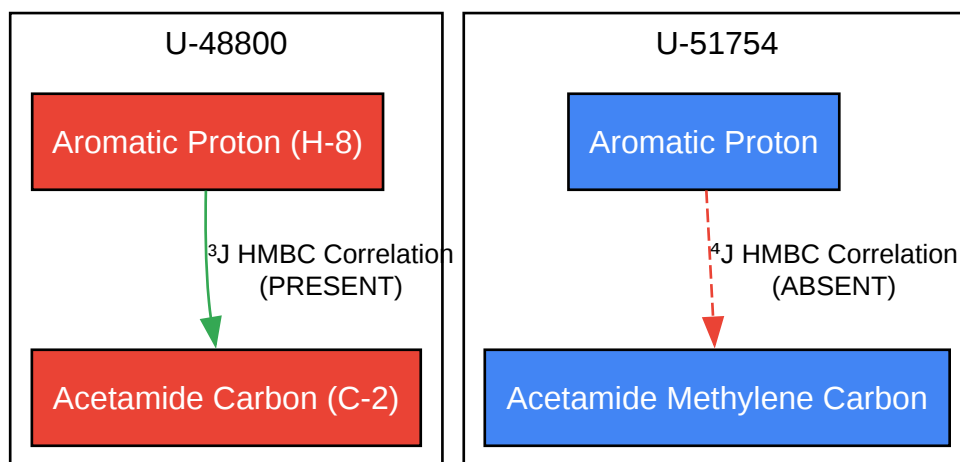 U-48800
Aromatic Proton (H-8)
³J HMBC Correlation
(PRESENT)
Acetamide Carbon (C-2)
U-51754
Aromatic Proton
⁴J HMBC Correlation
(ABSENT)
Acetamide Methylene Carbon